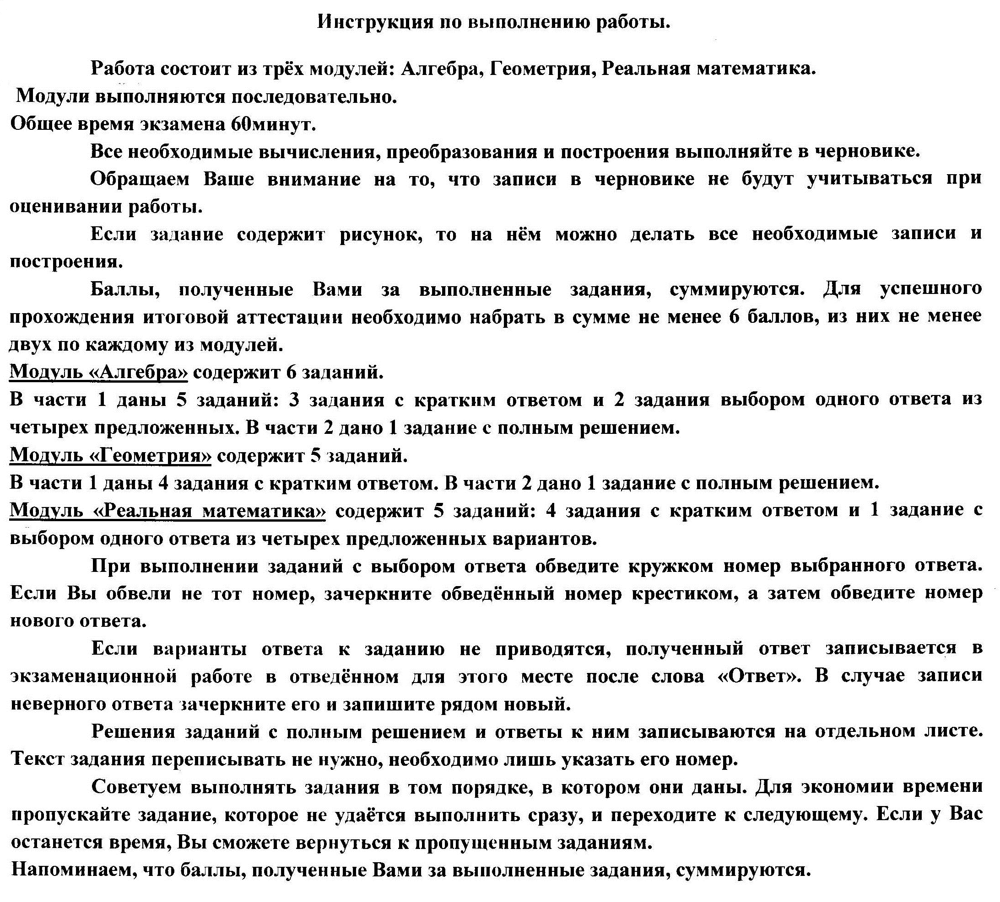 Инструкция по выполнению работы.
Работа состоит из трёх модулей: Алгебра, Геометрия, Реальная математика.
Модули выполняются последовательно.
Общее время экзамена 60минут.
Все необходимые вычисления, преобразования и построения выполняйте в черновике.
Обращаем Ваше внимание на то, что записи в черновике не будут учитываться при
оценивании работы.
Если задание содержит рисунок, то на нём можно делать все необходимые записи и
построения.
Баллы, полученные Вами за выполненные задания, суммируются. Для успешного
прохождения итоговой аттестации необходимо набрать в сумме не менее 6 баллов, из них не менее
двух по каждому из модулей.
Модуль «Алгебра» содержит 6 заданий.
В части 1 даны 5 заданий: 3 задания с кратким ответом и 2 задания выбором одного ответа из
четырех предложенных. В части 2 дано 1 задание с полным решением.
Модуль «Геометрия» содержит 5 заданий.
В части 1 даны 4 задания с кратким ответом. В части 2 дано 1 задание с полным решением.
Модуль «Реальная математика» содержит 5 заданий: 4 задания с кратким ответом и 1 задание с
выбором одного ответа из четырех предложенных вариантов.
При выполнении заданий с выбором ответа обведите кружком номер выбранного ответа.
Если Вы обвели не тот номер, зачеркните обведённый номер крестиком, а затем обведите номер
нового ответа.
Если варианты ответа к заданию не приводятся, полученный ответ записывается в
экзаменационной работе в отведённом для этого месте после слова «Ответ». В случае записи
неверного ответа зачеркните его и запишите рядом новый.
Решения заданий с полным решением и ответы к ним записываются на отдельном листе.
Текст задания переписывать не нужно, необходимо лишь указать его номер.
Советуем выполнять задания в том порядке, в котором они даны. Для экономии времени
пропускайте задание, которое не удаётся выполнить сразу, и переходите к следующему. Если у Вас
останется время, Вы сможете вернуться к пропущенным заданиям.
Напоминаем, что баллы, полученные Вами за выполненные задания, суммируются.